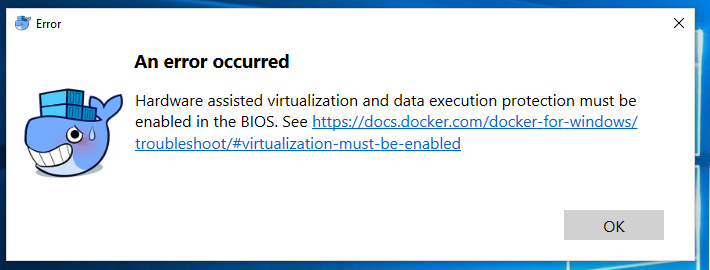 Error
An error occurred
Hardware assisted virtualization and data execution protection must be
enabled in the BIOS. See https://docs.docker.com/docker-for-windows/
troubleshoot/#virtualization-must-be-enabled
OK